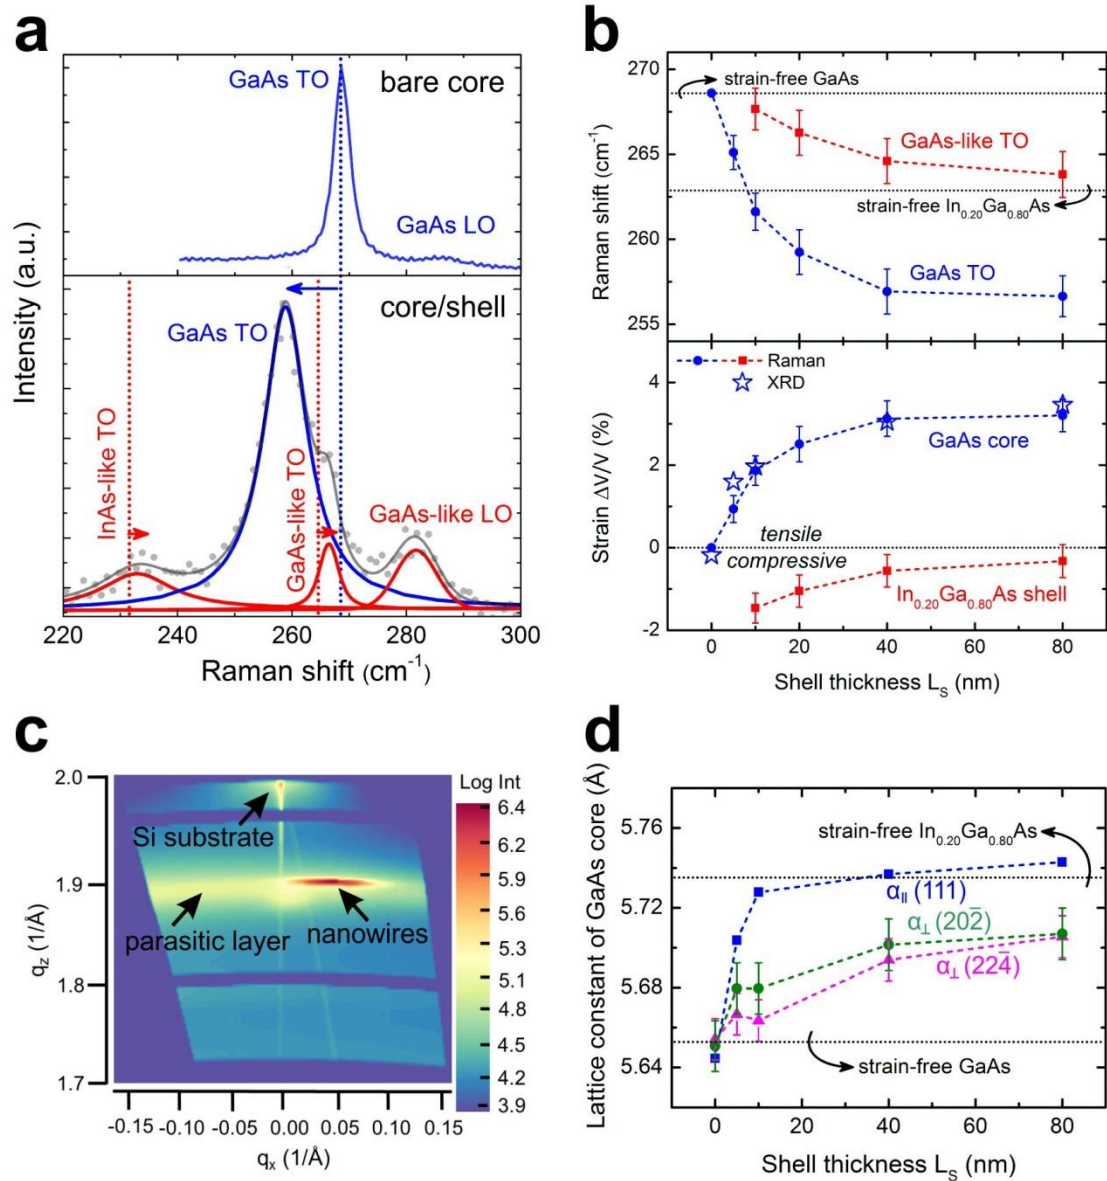 a
GaAs TO
bare core
GaAs LO
core/shell
GaAs TO
InAs-like TO
GaAs-like TO
GaAs-like LO
Intensity (a.u.)
220 240 260 280 300
Raman shift (cm⁻¹)
b
270
265
260
255
Raman shift (cm⁻¹)
strain-free GaAs
GaAs-like TO
strain-free In₀.₂₀Ga₀.₈₀As
GaAs TO
4
2
0
-2
Strain ΔV/V (%)
Raman
XRD
GaAs core
tensile
compressive
In₀.₂₀Ga₀.₈₀As shell
0 20 40 60 80
Shell thickness Lₛ (nm)
c
2.0
1.9
1.8
1.7
q_z (1/Å)
Si substrate
parasitic layer
nanowires
Log Int
6.4
6.1
5.9
5.6
5.3
5.1
4.8
4.5
4.2
3.9
-0.15 -0.10 -0.05 0.00 0.05 0.10 0.15
qₓ (1/Å)
d
5.76
5.72
5.68
5.64
Lattice constant of GaAs core (Å)
strain-free In₀.₂₀Ga₀.₈₀As
α∥ (111)
α⊥ (202̄)
α⊥ (224̄)
strain-free GaAs
0 20 40 60 80
Shell thickness Lₛ (nm)